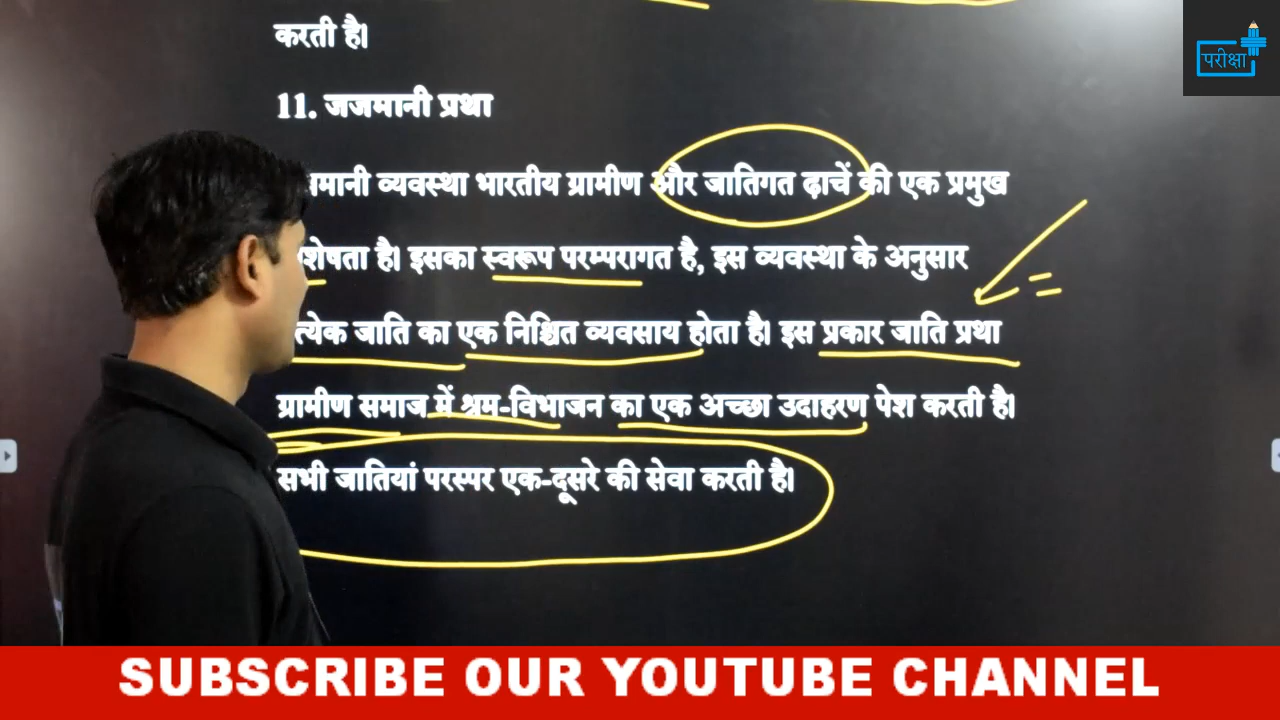 करती है।
परीक्षा
11. जजमानी प्रथा
व्यवस्था भारतीय ग्रामीण और जातिगत ढ़ाचें की एक प्रमुख
है। इसका स्वरूप परम्परागत है, इस व्यवस्था के अनुसार
जाति का एक निश्चित व्यवसाय होता है। इस प्रकार जाति प्रथा
ग्रामीण समाज में श्रम-विभाजन का एक अच्छा उदाहरण पेश करती है।
सभी जातियां परस्पर एक-दूसरे की सेवा करती है।
SUBSCRIBE OUR YOUTUBE CHANNEL